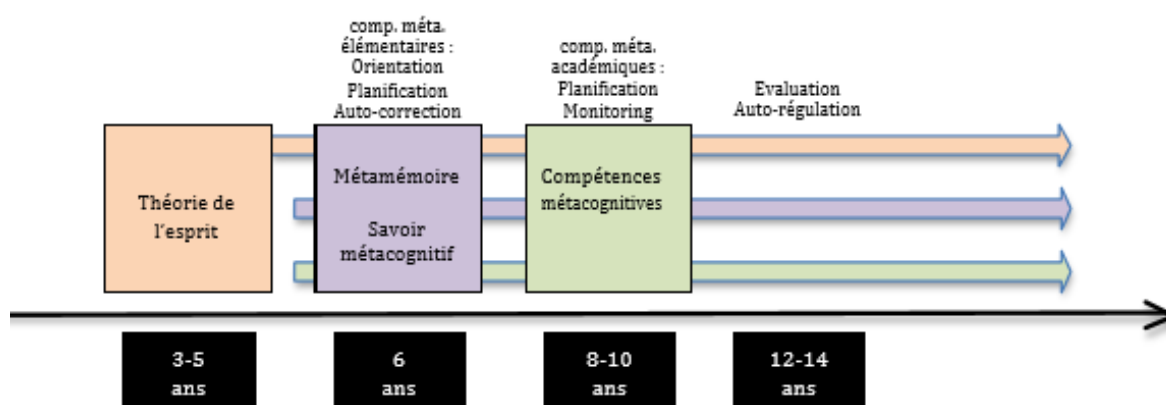 comp. méta.
élémentaires :
Orientation
Planification
Auto-correction
comp. méta.
académiques :
Planification
Monitoring
Evaluation
Auto-régulation
Théorie de
l'esprit
Métamémoire
Savoir
métacognitif
Compétences
métacognitives
3-5
ans
6
ans
8-10
ans
12-14
ans